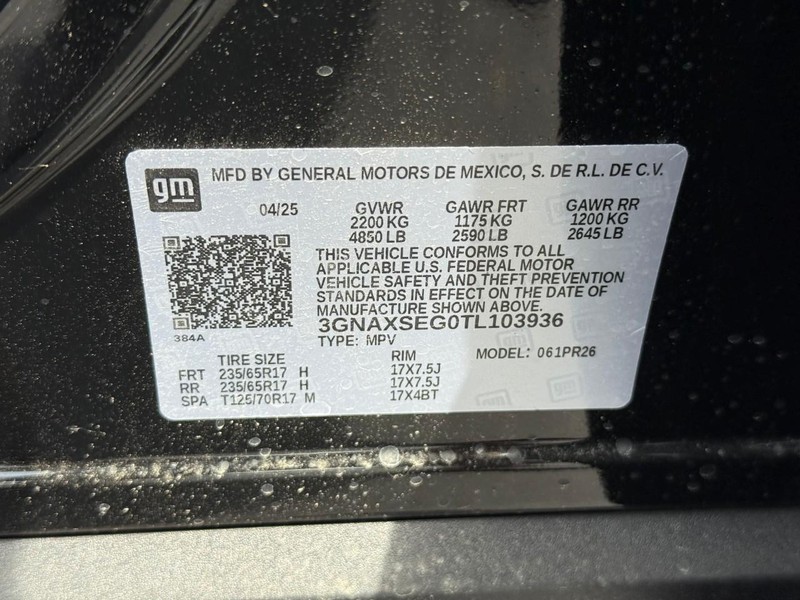 gm
MFD BY GENERAL MOTORS DE MEXICO, S. DE R.L. DE C.V.
04/25 GVWR GAWR FRT GAWR RR
2200 KG 1175 KG 1200 KG
4850 LB 2590 LB 2645 LB
THIS VEHICLE CONFORMS TO ALL
APPLICABLE U.S. FEDERAL MOTOR
VEHICLE SAFETY AND THEFT PREVENTION
STANDARDS IN EFFECT ON THE DATE OF
MANUFACTURE SHOWN ABOVE.
3GNAXSEG0TL103936
384A
TYPE: MPV MODEL: 061PR26
TIRE SIZE RIM
FRT 235/65R17 H 17X7.5J
RR 235/65R17 H 17X7.5J
SPA T125/70R17 M 17X4BT